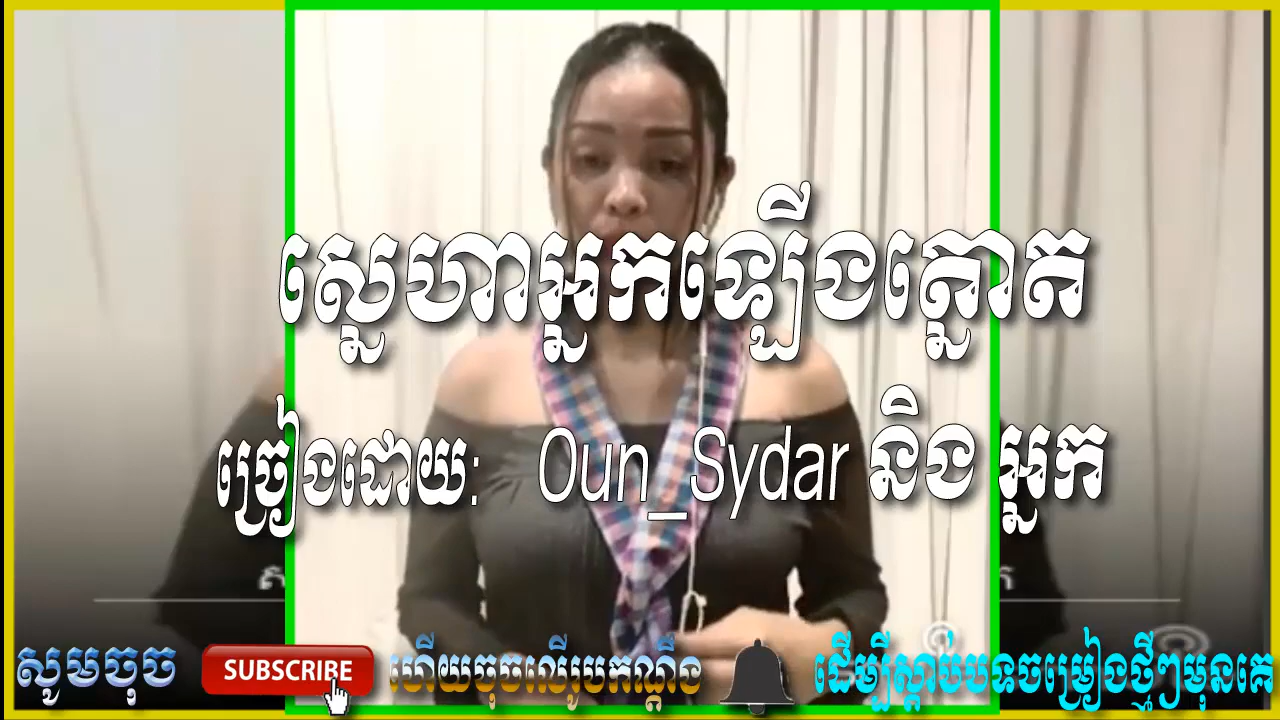 ស្នេហាអ្នកឡើងត្នោត
ច្រៀងដោយ: Oun_Sydar និង អ្នក
សូមចុច SUBSCRIBE ហើយចុចលើរូបកណ្ដឹង ដើម្បីស្ដាប់បទចម្រៀងថ្មីៗមុនគេ